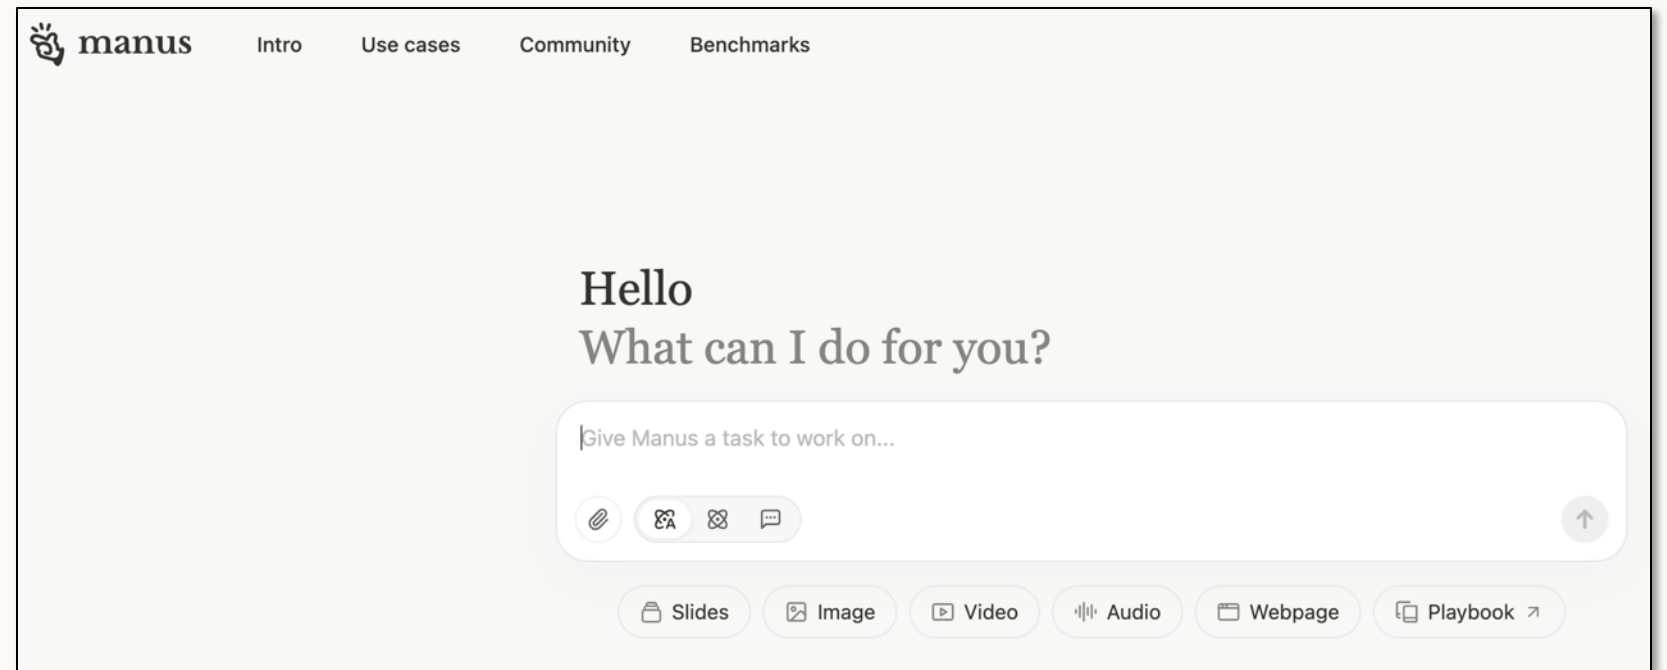 manus Intro Use cases Community Benchmarks
Hello
What can I do for you?
Give Manus a task to work on...
Slides Image Video Audio Webpage Playbook